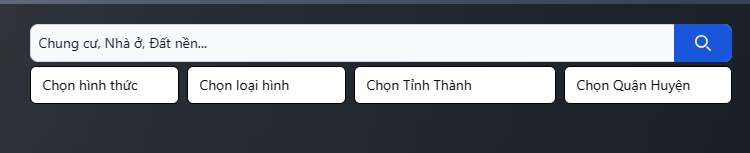 Chung cư, Nhà ở, Đất nền...
Chọn hình thức
Chọn loại hình
Chọn Tỉnh Thành
Chọn Quận Huyện